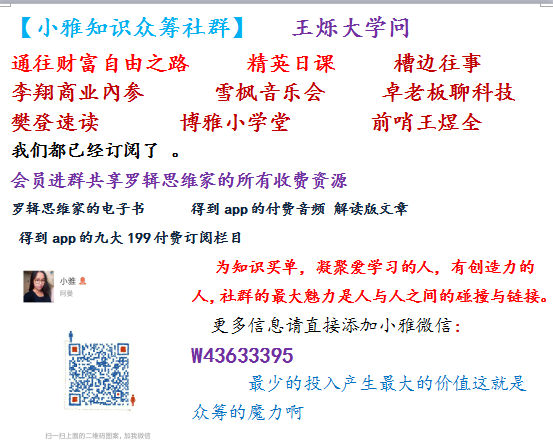 【小雅知识众筹社群】 王烁大学问
通往财富自由之路 精英日课 槽边往事
李翔商业内参 雪枫音乐会 卓老板聊科技
樊登速读 博雅小学堂 前哨王煜全
我们都已经订阅了 。
会员进群共享罗辑思维家的所有收费资源
罗辑思维家的电子书 得到app的付费音频 解读版文章
得到app的九大199付费订阅栏目
为知识买单，凝聚爱学习的人，有创造力的
人，社群的最大魅力是人与人之间的碰撞与链接。
小雅
阿曼
更多信息请直接添加小雅微信：
W43633395
最少的投入产生最大的价值这就是
众筹的魔力啊
扫一扫上面的二维码图案，加我微信